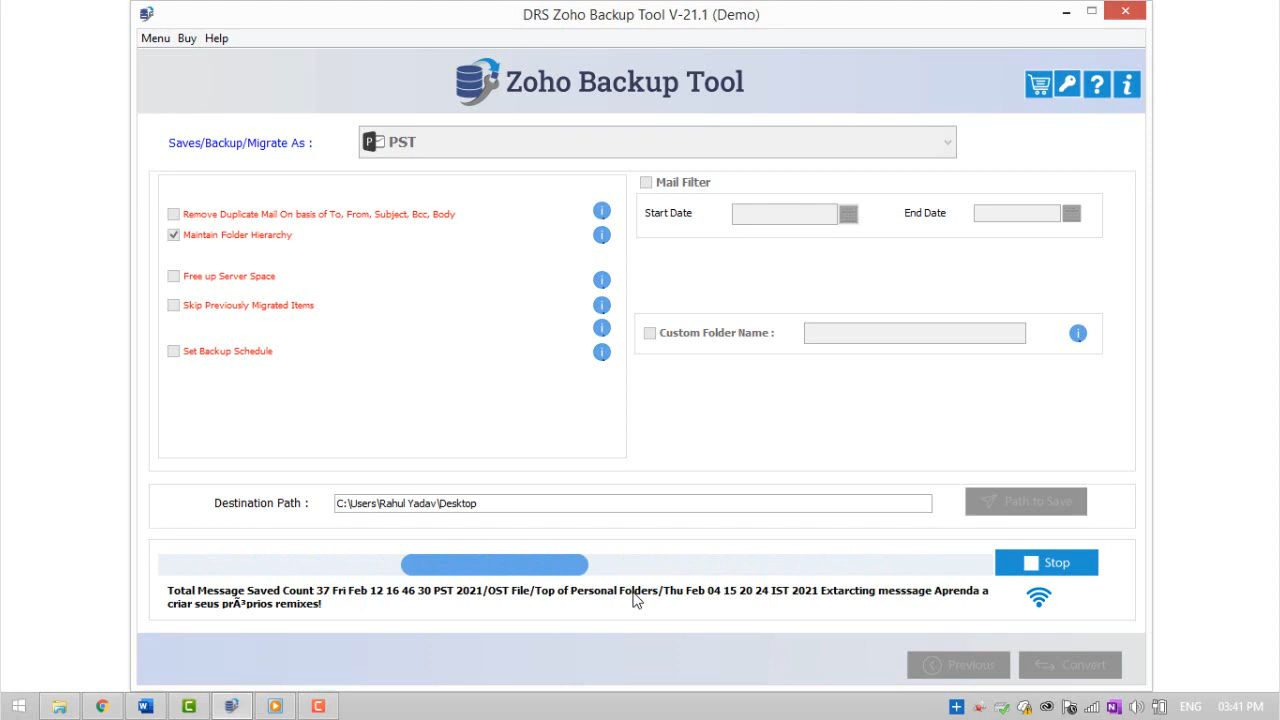 DRS Zoho Backup Tool V-21.1 (Demo)
Menu Buy Help
Zoho Backup Tool
Saves/Backup/Migrate As :
PST
Mail Filter
Remove Duplicate Mail On basis of To, From, Subject, Bcc, Body
Start Date
End Date
Maintain Folder Hierarchy
Free up Server Space
Skip Previously Migrated Items
Custom Folder Name :
Set Backup Schedule
Destination Path :
C:\Users\Rahul Yadav\Desktop
Path to Save
Stop
Total Message Saved Count 37 Fri Feb 12 16 46 30 PST 2021/OST File/Top of Personal Folders/Thu Feb 04 15 20 24 IST 2021 Extarcting messsage Aprenda a
criar seus prÃ³prios remixes!
Previous
Convert
ENG 03:41 PM